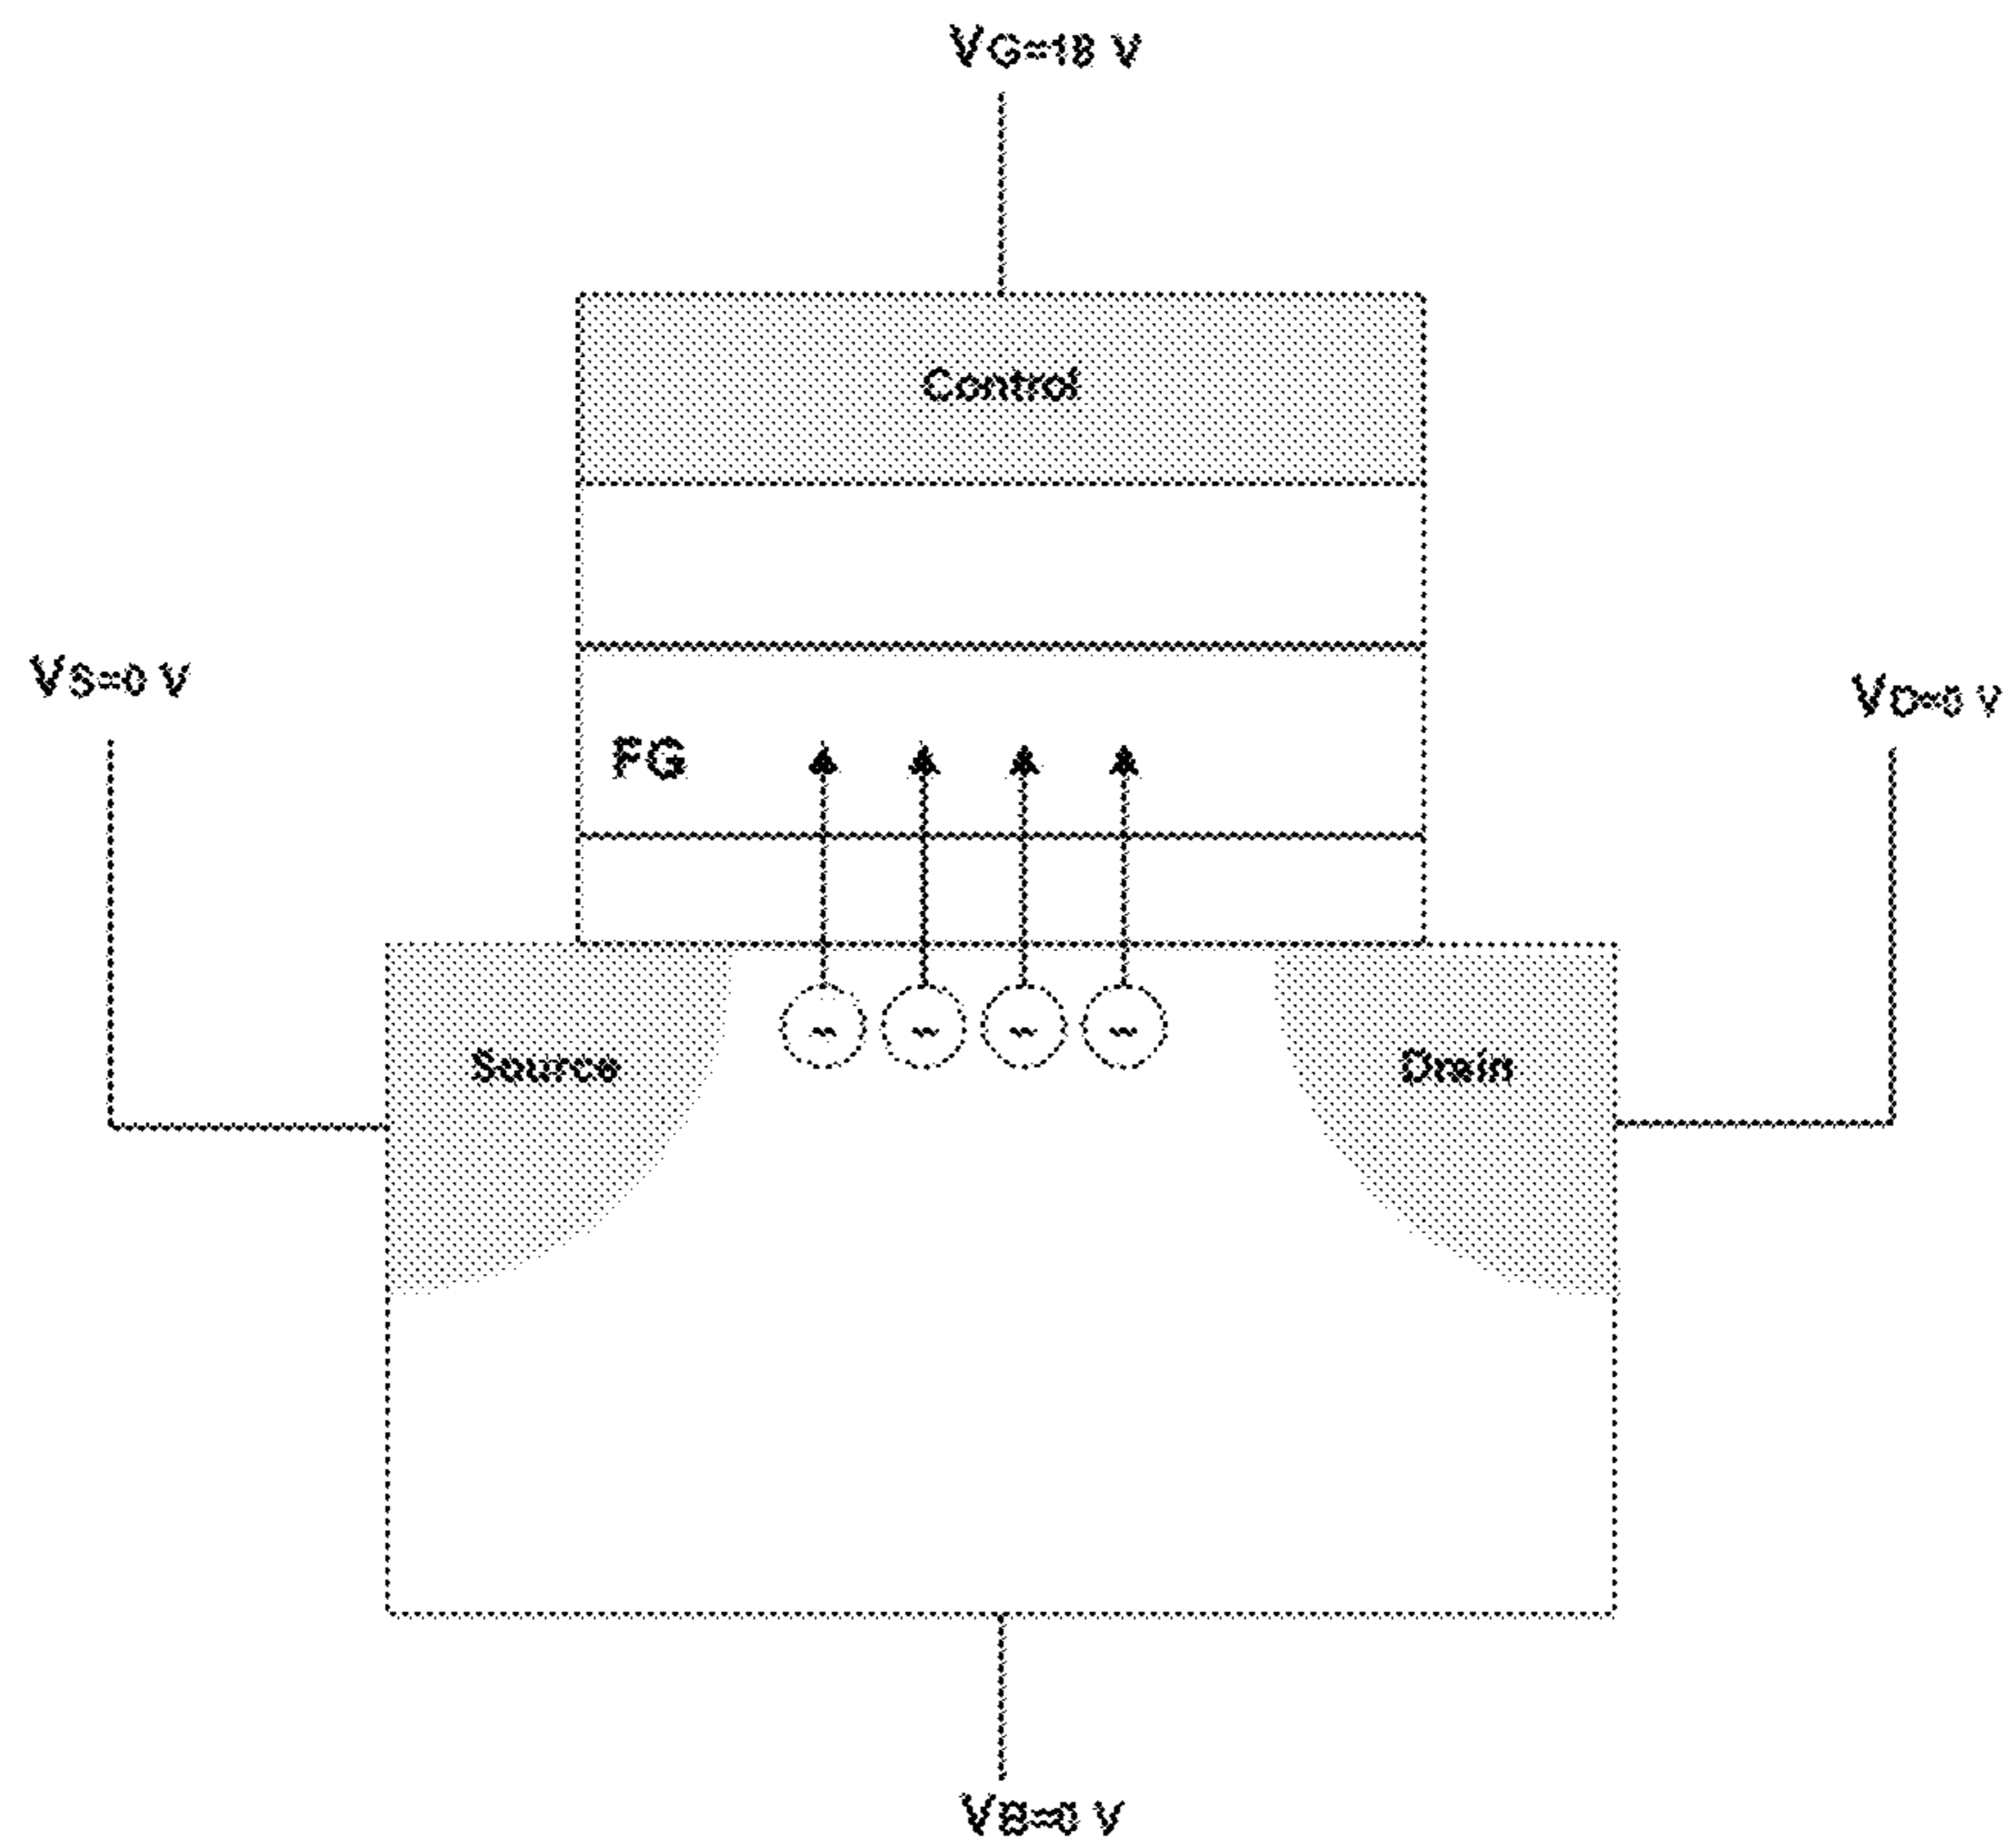 VG=18 V
Control
VS=0 V
VD=0 V
FG
- - - -
Source
Drain
VB=0 V